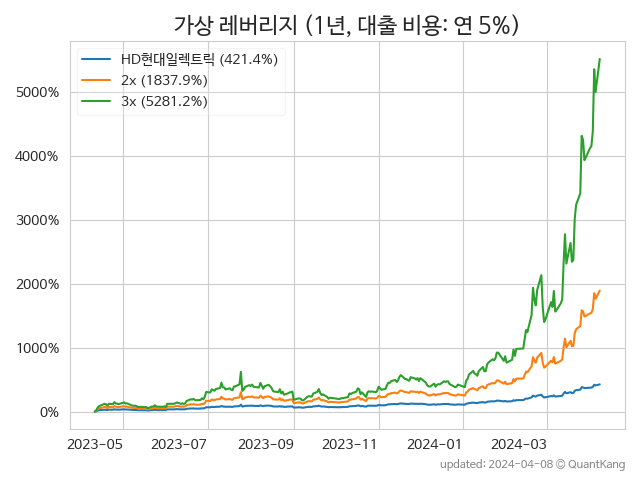 가상 레버리지 (1년, 대출 비용: 연 5%)
HD현대일렉트릭 (421.4%)
2x (1837.9%)
3x (5281.2%)
5000%
4000%
3000%
2000%
1000%
0%
2023-05 2023-07 2023-09 2023-11 2024-01 2024-03
updated: 2024-04-08 © QuantKang